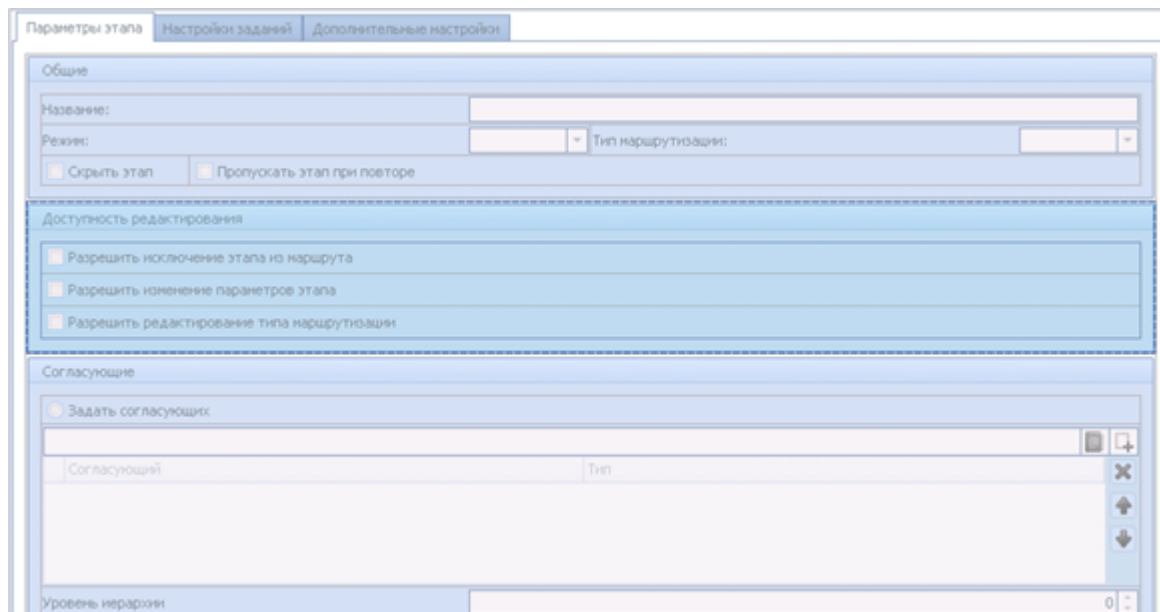 Параметры этапа Настройки заданий Дополнительные настройки
Общие
Название:
Режим: Тип маршрутизации:
Скрыть этап Пропускать этап при повторе
Доступность редактирования
Разрешить исключение этапа из маршрута
Разрешить изменение параметров этапа
Разрешить редактирование типа маршрутизации
Согласующие
Задать согласующих
Согласующий Тип
Уровень иерархии 0